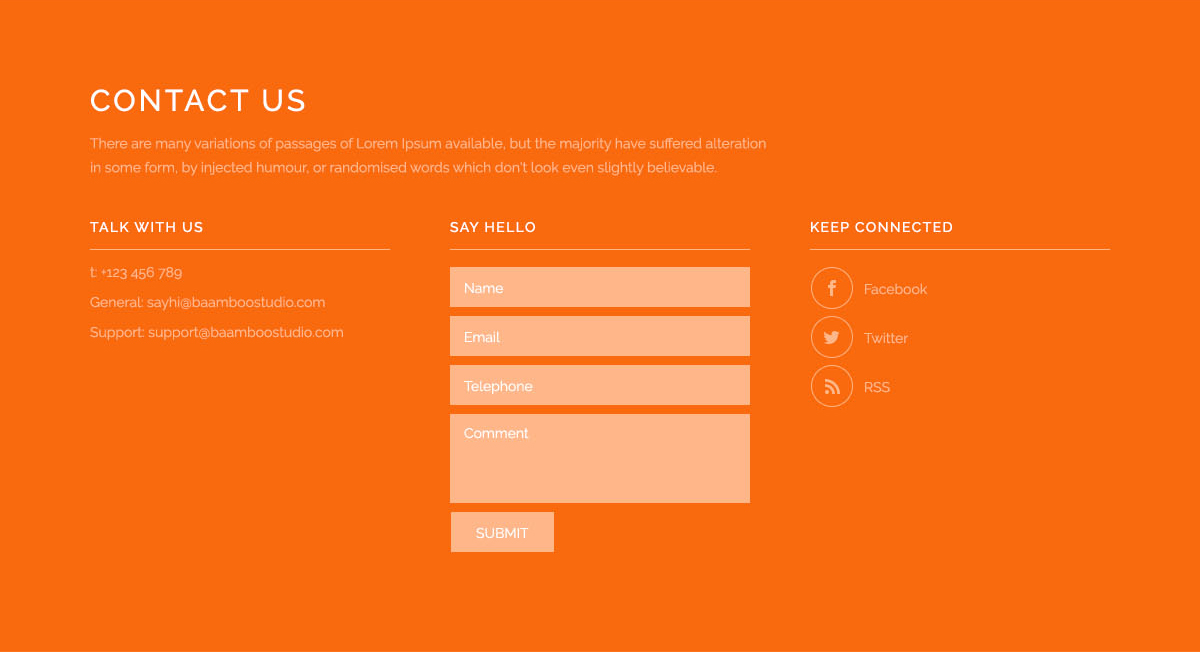 CONTACT US
There are many variations of passages of Lorem Ipsum available, but the majority have suffered alteration
in some form, by injected humour, or randomised words which don't look even slightly believable.
TALK WITH US
t: +123 456 789
General: sayhi@baamboostudio.com
Support: support@baamboostudio.com
SAY HELLO
Name
Email
Telephone
Comment
SUBMIT
KEEP CONNECTED
Facebook
Twitter
RSS